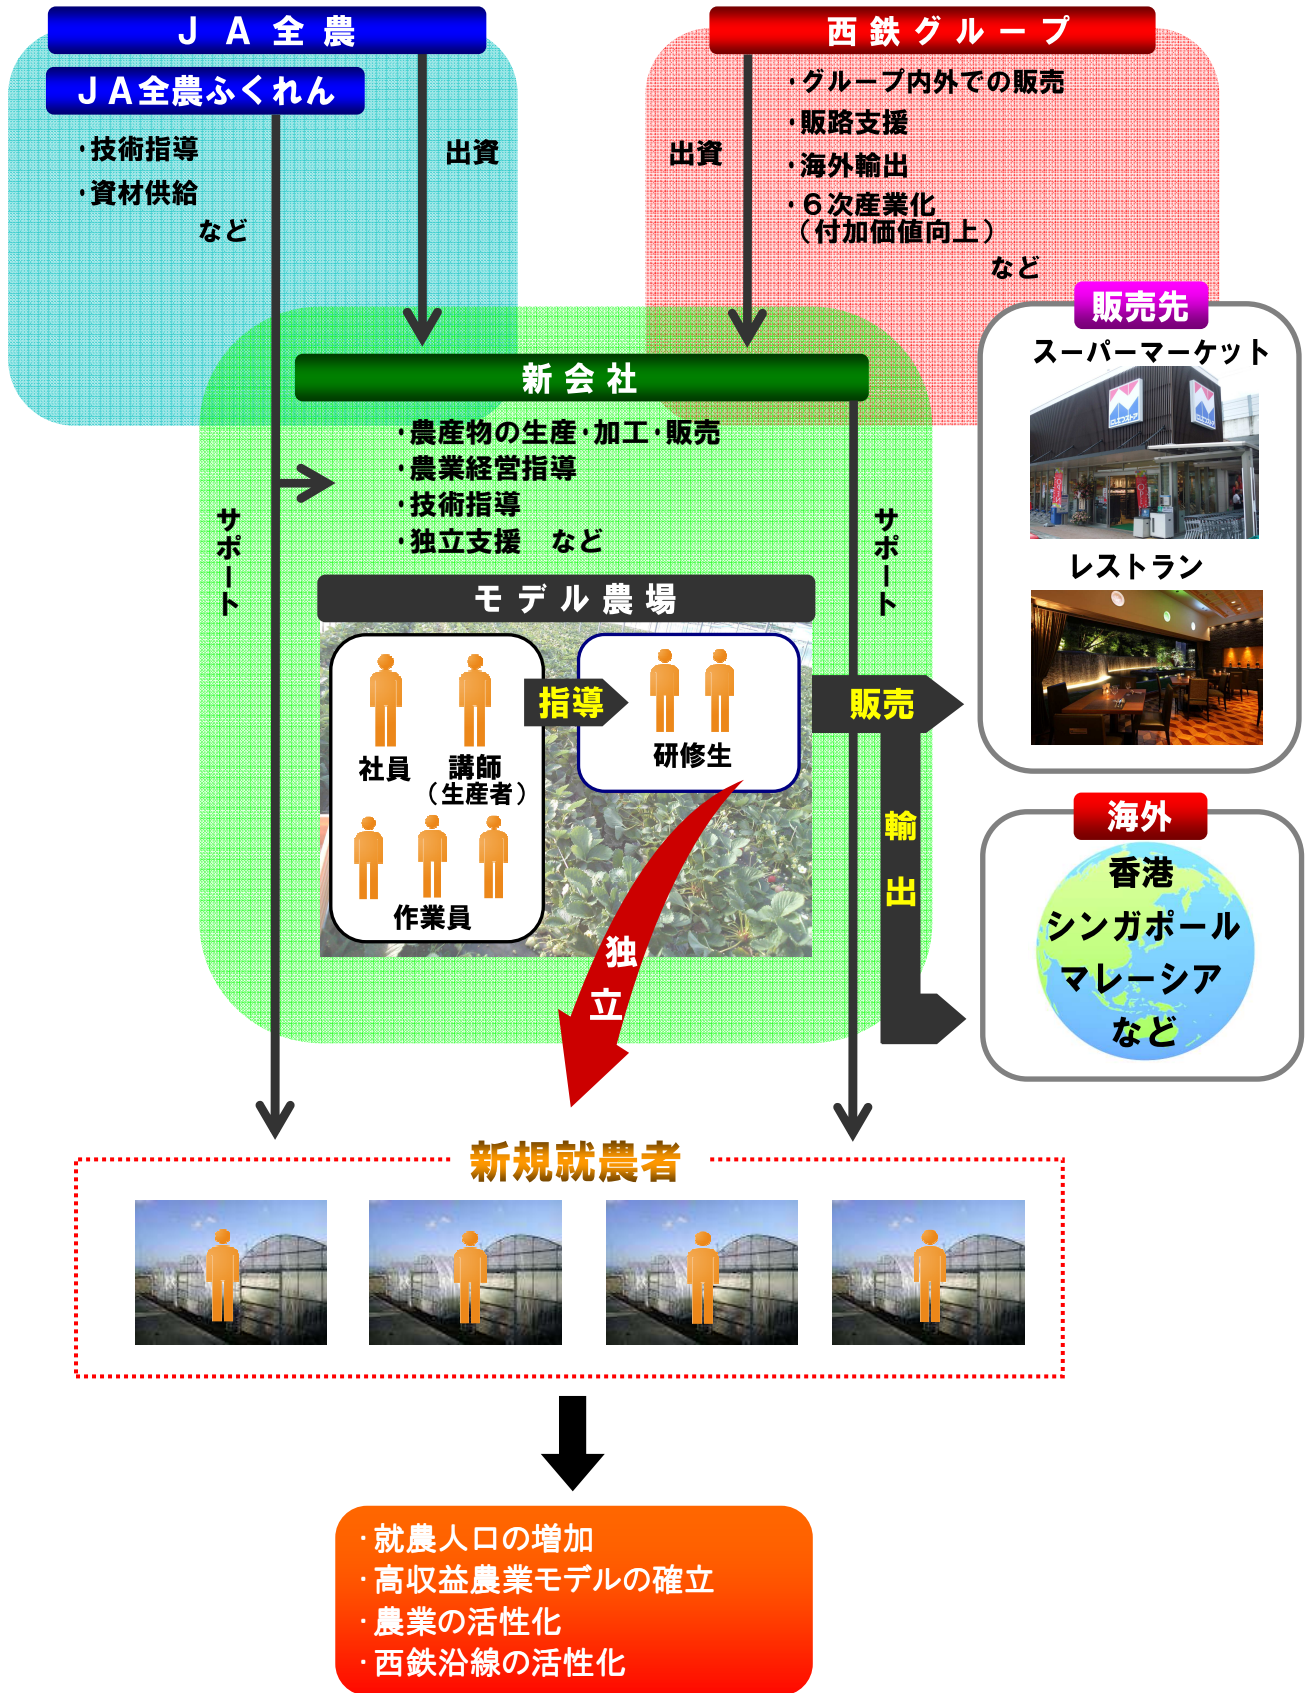 ＪＡ全農
ＪＡ全農ふくれん
・技術指導
・資材供給
など
出資
西鉄グループ
・グループ内外での販売
・販路支援
・海外輸出
・６次産業化
（付加価値向上）
など
出資
新会社
・農産物の生産・加工・販売
・農業経営指導
・技術指導
・独立支援　など
サポート
サポート
モデル農場
社員
講師
（生産者）
作業員
指導
研修生
独立
販売
輸出
販売先
スーパーマーケット
レストラン
海外
香港
シンガポール
マレーシア
など
新規就農者
・就農人口の増加
・高収益農業モデルの確立
・農業の活性化
・西鉄沿線の活性化